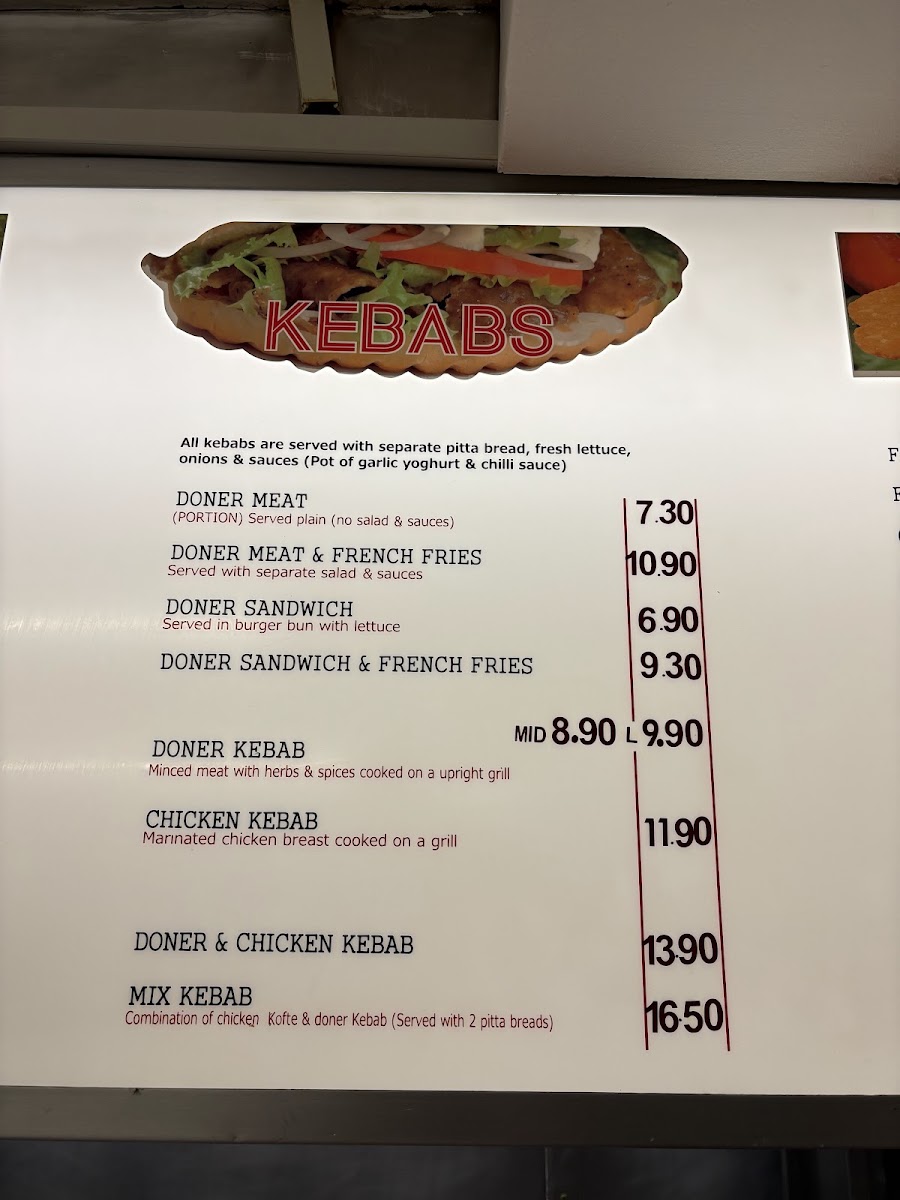 KEBABS
All kebabs are served with separate pitta bread, fresh lettuce,
onions & sauces (Pot of garlic yoghurt & chilli sauce)
DONER MEAT 7.30
(PORTION) Served plain (no salad & sauces)
DONER MEAT & FRENCH FRIES 10.90
Served with separate salad & sauces
DONER SANDWICH 6.90
Served in burger bun with lettuce
DONER SANDWICH & FRENCH FRIES 9.30
MID 8.90 L 9.90
DONER KEBAB
Minced meat with herbs & spices cooked on a upright grill
CHICKEN KEBAB 11.90
Marinated chicken breast cooked on a grill
DONER & CHICKEN KEBAB 13.90
MIX KEBAB 16.50
Combination of chicken Kofte & doner Kebab (Served with 2 pitta breads)